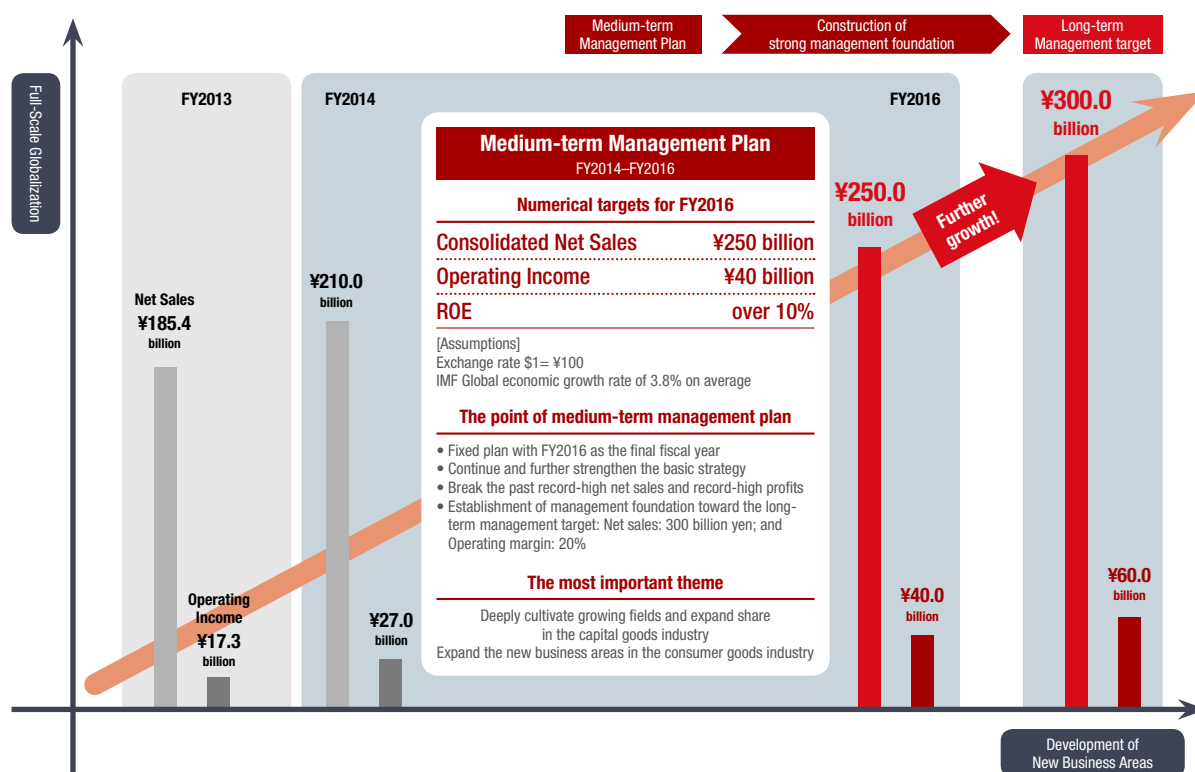 Medium-term
Management Plan
Construction of
strong management foundation
Long-term
Management target
Full-Scale Globalization
FY2013
FY2014
FY2016
Net Sales
¥185.4
billion
Operating
Income
¥17.3
billion
¥210.0
billion
¥27.0
billion
Medium-term Management Plan
FY2014–FY2016
Numerical targets for FY2016
Consolidated Net Sales ¥250 billion
Operating Income ¥40 billion
ROE over 10%
[Assumptions]
Exchange rate $1= ¥100
IMF Global economic growth rate of 3.8% on average
The point of medium-term management plan
• Fixed plan with FY2016 as the final fiscal year
• Continue and further strengthen the basic strategy
• Break the past record-high net sales and record-high profits
• Establishment of management foundation toward the long-
term management target: Net sales: 300 billion yen; and
Operating margin: 20%
The most important theme
Deeply cultivate growing fields and expand share
in the capital goods industry
Expand the new business areas in the consumer goods industry
¥250.0
billion
¥40.0
billion
Further
growth!
¥300.0
billion
¥60.0
billion
Development of
New Business Areas